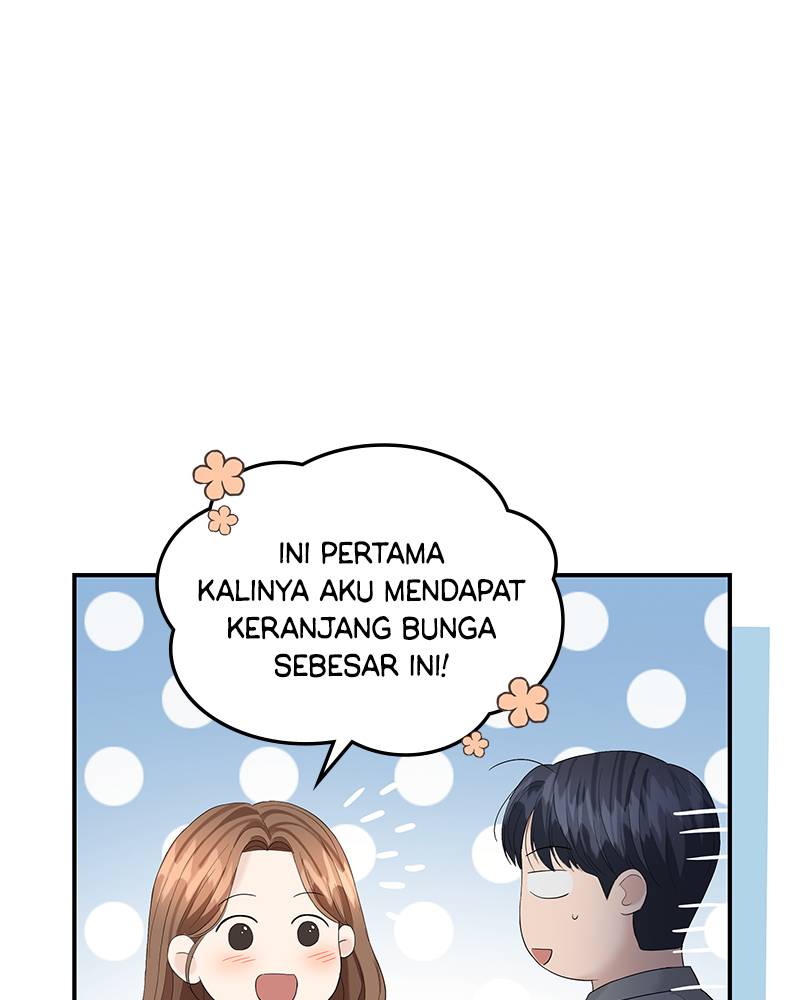 INI PERTAMA
KALINYA AKU MENDAPAT
KERANJANG BUNGA
SEBESAR INI!